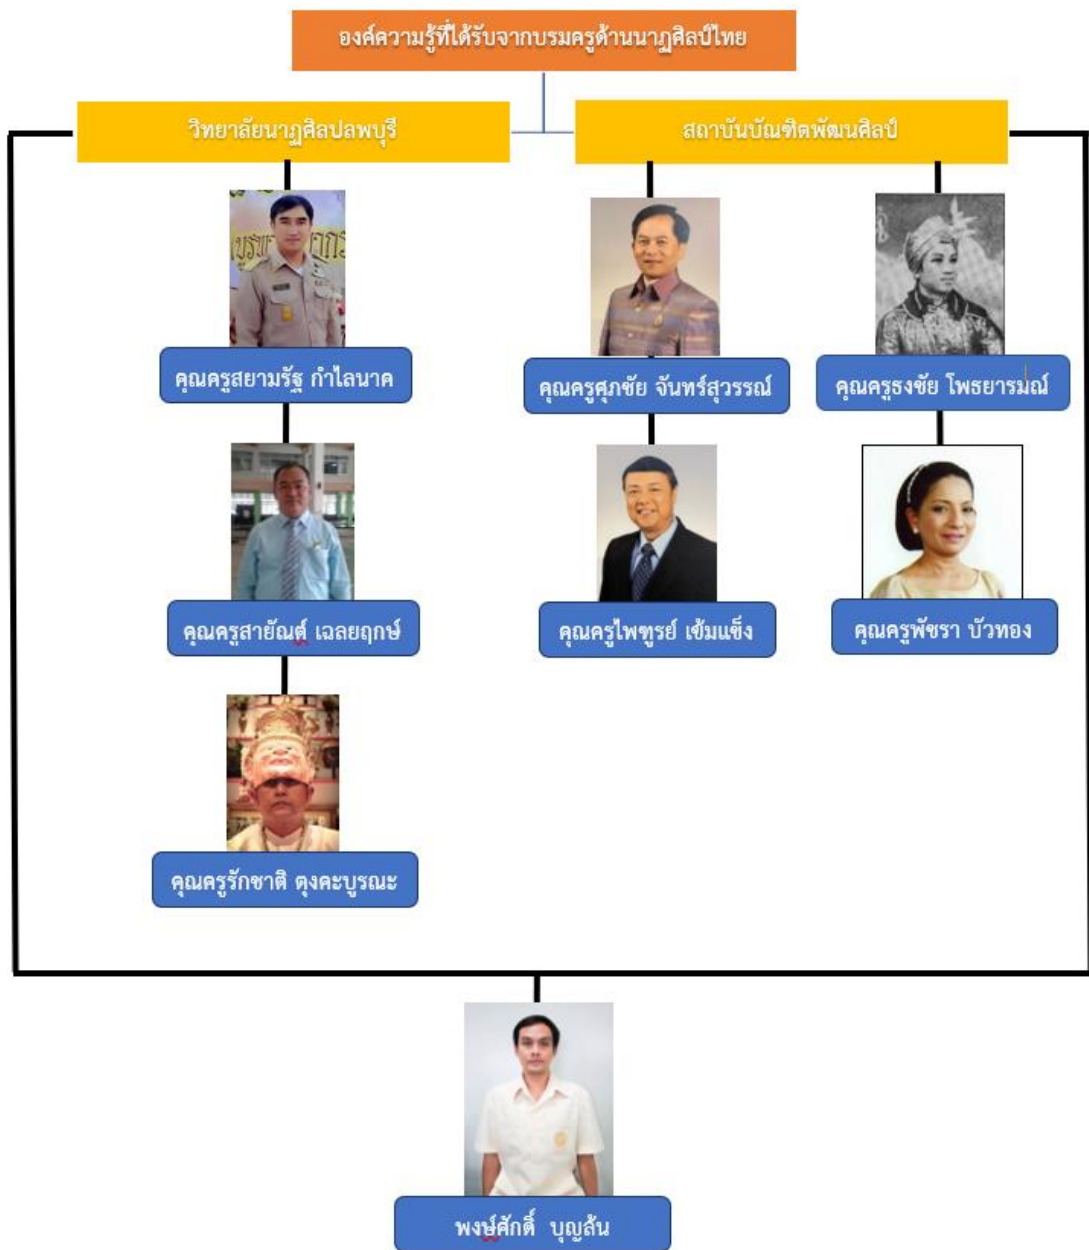 องค์ความรู้ที่ได้รับจากบรมครูด้านนาฏศิลป์ไทย
วิทยาลัยนาฏศิลปลพบุรี
สถาบันบัณฑิตพัฒนศิลป์
คุณครูสยามรัฐ กำไลนาค
คุณครูศุภชัย จันทร์สุวรรณ์
คุณครูธงชัย โพธยารมณ์
คุณครูสายัณต์ เฉลยฤกษ์
คุณครูไพฑูรย์ เข้มแข็ง
คุณครูพัชรา บัวทอง
คุณครูรักชาติ ตุงคะบูรณะ
พงษ์ศักดิ์ บุญล้น